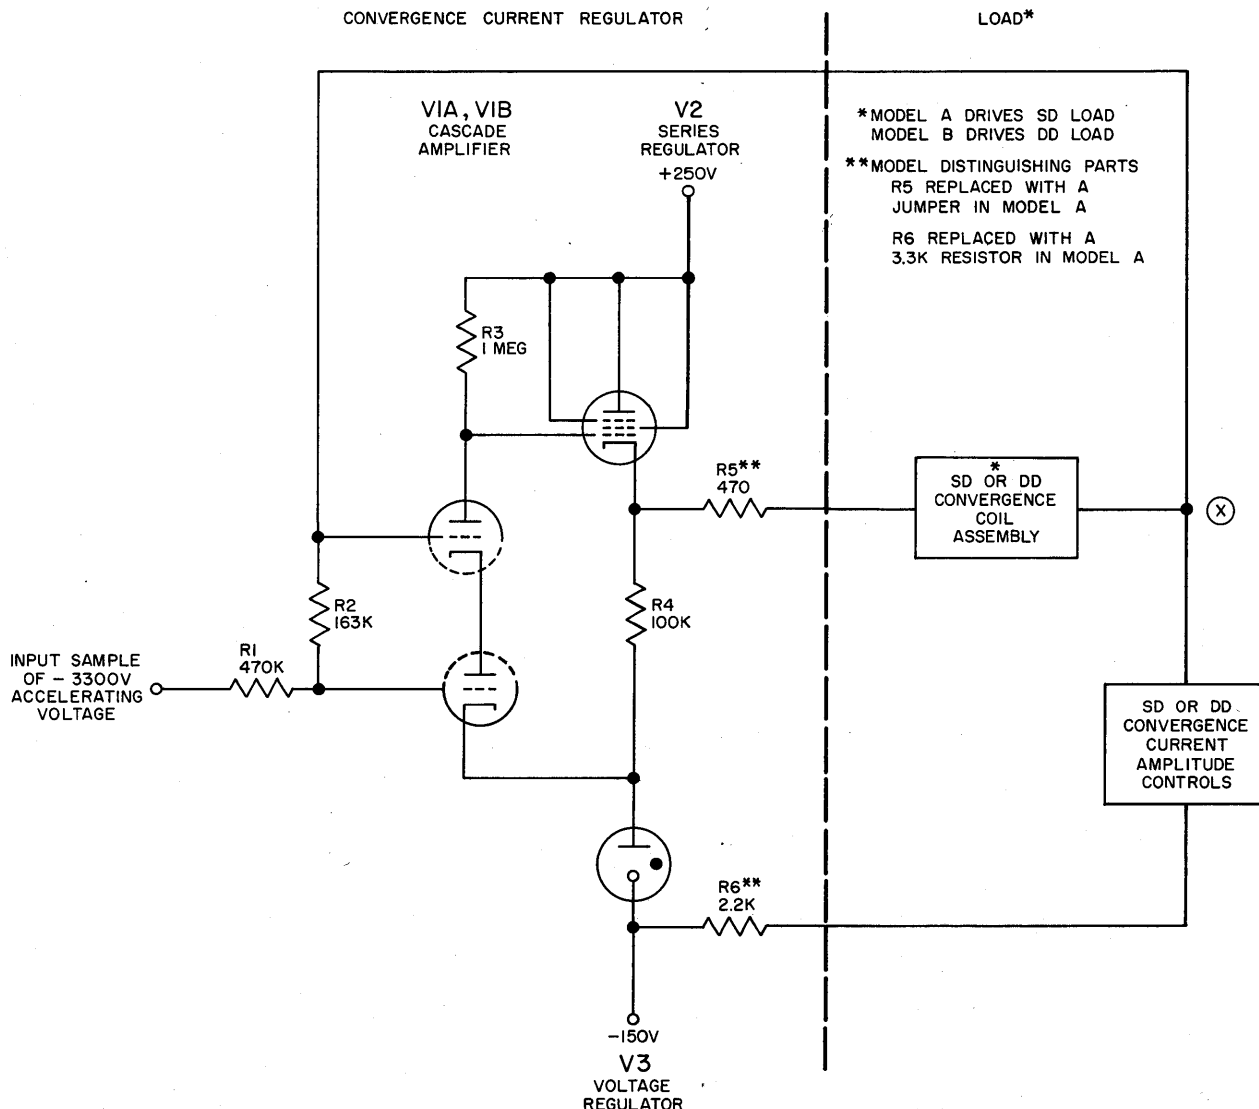 CONVERGENCE CURRENT REGULATOR
LOAD*
V1A, V1B
CASCADE
AMPLIFIER
V2
SERIES
REGULATOR
+250V
*MODEL A DRIVES SD LOAD
MODEL B DRIVES DD LOAD
**MODEL DISTINGUISHING PARTS
R5 REPLACED WITH A
JUMPER IN MODEL A
R6 REPLACED WITH A
3.3K RESISTOR IN MODEL A
R3
1 MEG
R5**
470
*
SD OR DD
CONVERGENCE
COIL
ASSEMBLY
X
R2
163K
R4
100K
R1
470K
INPUT SAMPLE
OF - 3300V
ACCELERATING
VOLTAGE
SD OR DD
CONVERGENCE
CURRENT
AMPLITUDE
CONTROLS
R6**
2.2K
-150V
V3
VOLTAGE
REGULATOR